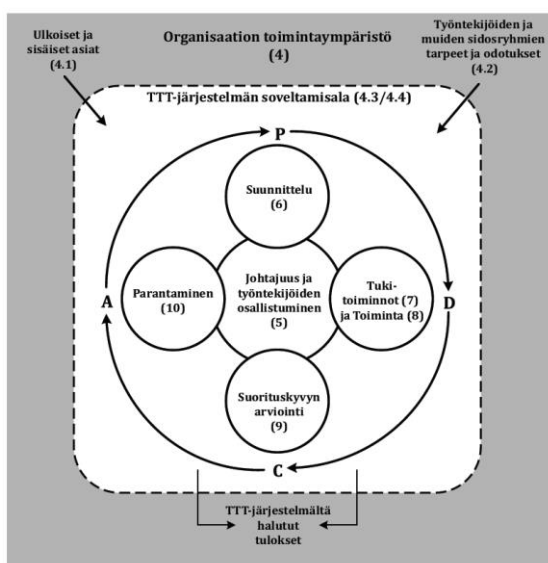 Ulkoiset ja
sisäiset asiat
(4.1)
Organisaation toimintaympäristö
(4)
Työntekijöiden ja
muiden sidosryhmien
tarpeet ja odotukset
(4.2)
TTT-järjestelmän soveltamisala (4.3/4.4)
P
Suunnittelu
(6)
A
Parantaminen
(10)
Johtajuus ja
työntekijöiden
osallistuminen
(5)
Tuki-
toiminnot (7)
ja Toiminta (8)
D
Suorituskyvyn
arviointi
(9)
C
TTT-järjestelmältä
halutut
tulokset